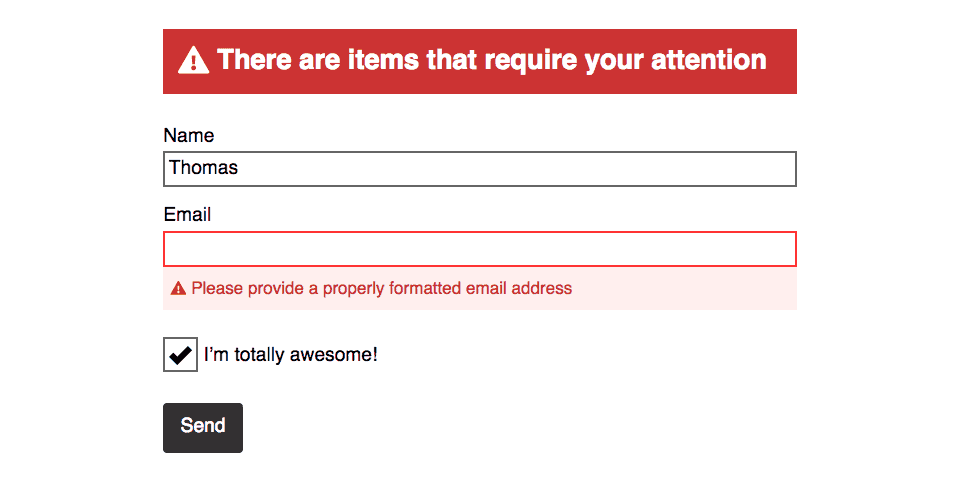 There are items that require your attention
Name
Thomas
Email
Please provide a properly formatted email address
I’m totally awesome!
Send